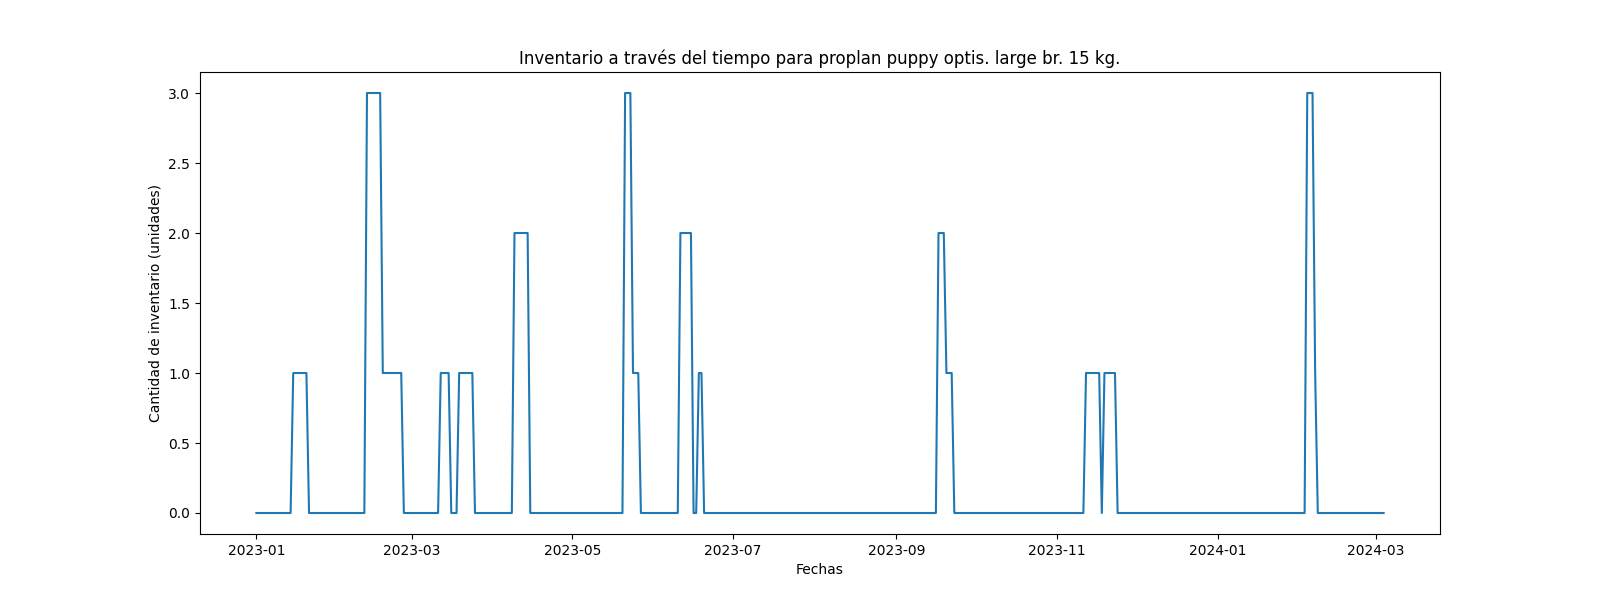 Inventario a través del tiempo para proplan puppy optis. large br. 15 kg.
Cantidad de inventario (unidades)
3.0
2.5
2.0
1.5
1.0
0.5
0.0
2023-01 2023-03 2023-05 2023-07 2023-09 2023-11 2024-01 2024-03
Fechas